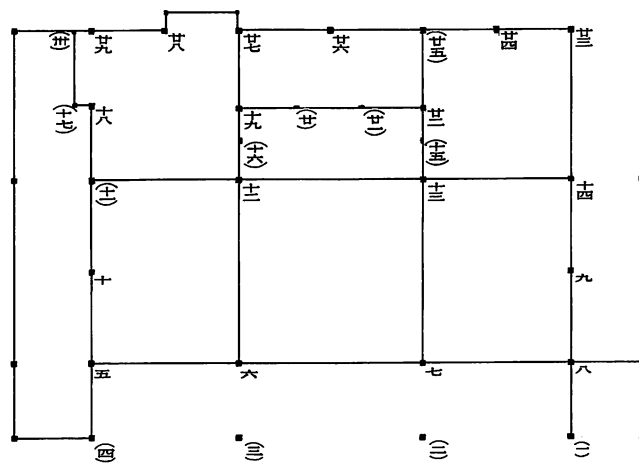 (卅)
廿九
廿八
廿七
廿六
(廿五)
廿四
廿三
(十七)
十八
十九
(廿)
(廿一)
廿二
(十六)
(十五)
(十一)
十二
十三
十四
十
九
五
六
七
八
(四)
(三)
(二)
(一)